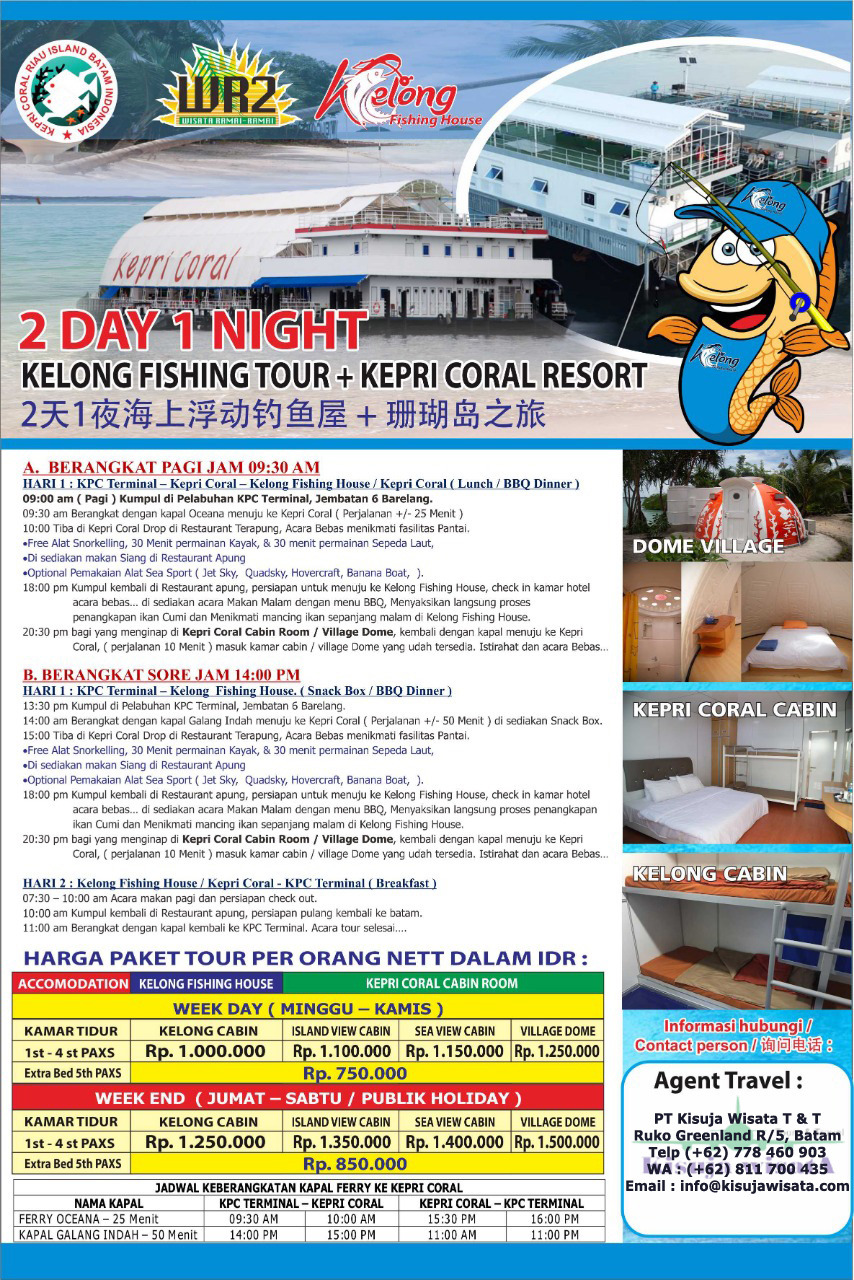 KEPRI CORAL RIAU ISLAND BATAM INDONESIA
WR2
WISATA RAMAI-RAMAI
Kelong
Fishing House
Kelong
Kepri Coral
Kelong
2 DAY 1 NIGHT
KELONG FISHING TOUR + KEPRI CORAL RESORT
2天1夜海上浮动钓鱼屋 + 珊瑚岛之旅
A. BERANGKAT PAGI JAM 09:30 AM
HARI 1 : KPC Terminal – Kepri Coral – Kelong Fishing House / Kepri Coral ( Lunch / BBQ Dinner )
09:00 am ( Pagi ) Kumpul di Pelabuhan KPC Terminal, Jembatan 6 Barelang.
09:30 am Berangkat dengan kapal Oceana menuju ke Kepri Coral ( Perjalanan +/- 25 Menit )
10:00 Tiba di Kepri Coral Drop di Restaurant Terapung, Acara Bebas menikmati fasilitas Pantai.
•Free Alat Snorkelling, 30 Menit permainan Kayak, & 30 menit permainan Sepeda Laut,
•Di sediakan makan Siang di Restaurant Apung
•Optional Pemakaian Alat Sea Sport ( Jet Sky, Quadsky, Hovercraft, Banana Boat, ).
18:00 pm Kumpul kembali di Restaurant apung, persiapan untuk menuju ke Kelong Fishing House, check in kamar hotel
acara bebas... di sediakan acara Makan Malam dengan menu BBQ, Menyaksikan langsung proses
penangkapan ikan Cumi dan Menikmati mancing ikan sepanjang malam di Kelong Fishing House.
20:30 pm bagi yang menginap di Kepri Coral Cabin Room / Village Dome, kembali dengan kapal menuju ke Kepri
Coral, ( perjalanan 10 Menit ) masuk kamar cabin / village Dome yang udah tersedia. Istirahat dan acara Bebas...
B. BERANGKAT SORE JAM 14:00 PM
HARI 1 : KPC Terminal – Kelong Fishing House. ( Snack Box / BBQ Dinner )
13:30 pm Kumpul di Pelabuhan KPC Terminal, Jembatan 6 Barelang.
14:00 am Berangkat dengan kapal Galang Indah menuju ke Kepri Coral ( Perjalanan +/- 50 Menit ) di sediakan Snack Box.
15:00 Tiba di Kepri Coral Drop di Restaurant Terapung, Acara Bebas menikmati fasilitas Pantai.
•Free Alat Snorkelling, 30 Menit permainan Kayak, & 30 menit permainan Sepeda Laut,
•Di sediakan makan Siang di Restaurant Apung
•Optional Pemakaian Alat Sea Sport ( Jet Sky, Quadsky, Hovercraft, Banana Boat, ).
18:00 pm Kumpul kembali di Restaurant apung, persiapan untuk menuju ke Kelong Fishing House, check in kamar hotel
acara bebas... di sediakan acara Makan Malam dengan menu BBQ, Menyaksikan langsung proses penangkapan
ikan Cumi dan Menikmati mancing ikan sepanjang malam di Kelong Fishing House.
20:30 pm bagi yang menginap di Kepri Coral Cabin Room / Village Dome, kembali dengan kapal menuju ke Kepri
Coral, ( perjalanan 10 Menit ) masuk kamar cabin / village Dome yang udah tersedia. Istirahat dan acara Bebas...
HARI 2 : Kelong Fishing House / Kepri Coral - KPC Terminal ( Breakfast )
07:30 – 10:00 am Acara makan pagi dan persiapan check out.
10:00 am Kumpul kembali di Restaurant apung, persiapan pulang kembali ke batam.
11:00 am Berangkat dengan kapal kembali ke KPC Terminal. Acara tour selesai....
HARGA PAKET TOUR PER ORANG NETT DALAM IDR :
ACCOMODATION KELONG FISHING HOUSE KEPRI CORAL CABIN ROOM
WEEK DAY ( MINGGU – KAMIS )
KAMAR TIDUR KELONG CABIN ISLAND VIEW CABIN SEA VIEW CABIN VILLAGE DOME
1st - 4 st PAXS Rp. 1.000.000 Rp. 1.100.000 Rp. 1.150.000 Rp. 1.250.000
Extra Bed 5th PAXS Rp. 750.000
WEEK END ( JUMAT – SABTU / PUBLIK HOLIDAY )
KAMAR TIDUR KELONG CABIN ISLAND VIEW CABIN SEA VIEW CABIN VILLAGE DOME
1st - 4 st PAXS Rp. 1.250.000 Rp. 1.350.000 Rp. 1.400.000 Rp. 1.500.000
Extra Bed 5th PAXS Rp. 850.000
JADWAL KEBERANGKATAN KAPAL FERRY KE KEPRI CORAL
NAMA KAPAL KPC TERMINAL – KEPRI CORAL KEPRI CORAL – KPC TERMINAL
FERRY OCEANA – 25 Menit 09:30 AM 10:00 AM 15:30 PM 16:00 PM
KAPAL GALANG INDAH – 50 Menit 14:00 PM 15:00 PM 11:00 AM 11:00 PM
DOME VILLAGE
KEPRI CORAL CABIN
KELONG CABIN
Informasi hubungi /
Contact person / 询问电话 :
Agent Travel :
PT Kisuja Wisata T & T
Ruko Greenland R/5, Batam
Telp (+62) 778 460 903
WA : (+62) 811 700 435
Email : info@kisujawisata.com